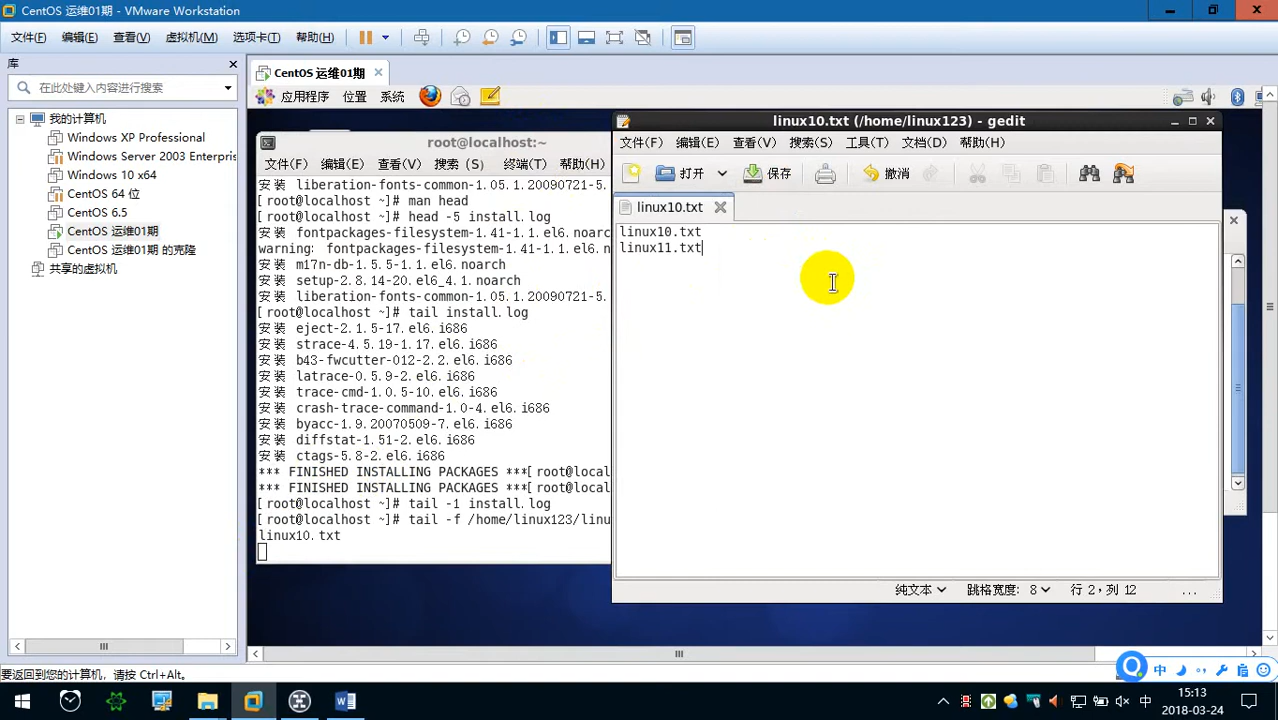 CentOS 运维01期 - VMware Workstation
文件(F) 编辑(E) 查看(V) 虚拟机(M) 选项卡(T) 帮助(H)
库
在此处键入内容进行搜索
我的计算机
Windows XP Professional
Windows Server 2003 Enterpris
Windows 10 x64
CentOS 64 位
CentOS 6.5
CentOS 运维01期
CentOS 运维01期 的克隆
共享的虚拟机
CentOS 运维01期
应用程序 位置 系统
root@localhost:~
文件(F) 编辑(E) 查看(V) 搜索 (S) 终端(T) 帮助(H)
安装 liberation-fonts-common-1.05.1.20090721-5.
[root@localhost ~]# man head
[root@localhost ~]# head -5 install.log
安装 fontpackages-filesystem-1.41-1.1.el6.noarc
warning: fontpackages-filesystem-1.41-1.1.el6.n
安装 m17n-db-1.5.5-1.1.el6.noarch
安装 setup-2.8.14-20.el6_4.1.noarch
安装 liberation-fonts-common-1.05.1.20090721-5.
[root@localhost ~]# tail install.log
安装 eject-2.1.5-17.el6.i686
安装 strace-4.5.19-1.17.el6.i686
安装 b43-fwcutter-012-2.2.el6.i686
安装 latrace-0.5.9-2.el6.i686
安装 trace-cmd-1.0.5-10.el6.i686
安装 crash-trace-command-1.0-4.el6.i686
安装 byacc-1.9.20070509-7.el6.i686
安装 diffstat-1.51-2.el6.i686
安装 ctags-5.8-2.el6.i686
*** FINISHED INSTALLING PACKAGES ***[root@local
*** FINISHED INSTALLING PACKAGES ***[root@local
[root@localhost ~]# tail -1 install.log
[root@localhost ~]# tail -f /home/linux123/linu
linux10.txt
linux10.txt (/home/linux123) - gedit
文件(F) 编辑(E) 查看(V) 搜索(S) 工具(T) 文档(D) 帮助(H)
打开 保存 撤消
linux10.txt
linux10.txt
linux11.txt
纯文本 跳格宽度: 8 行 2，列 12
要返回到您的计算机，请按 Ctrl+Alt。
中
中
15:13
2018-03-24